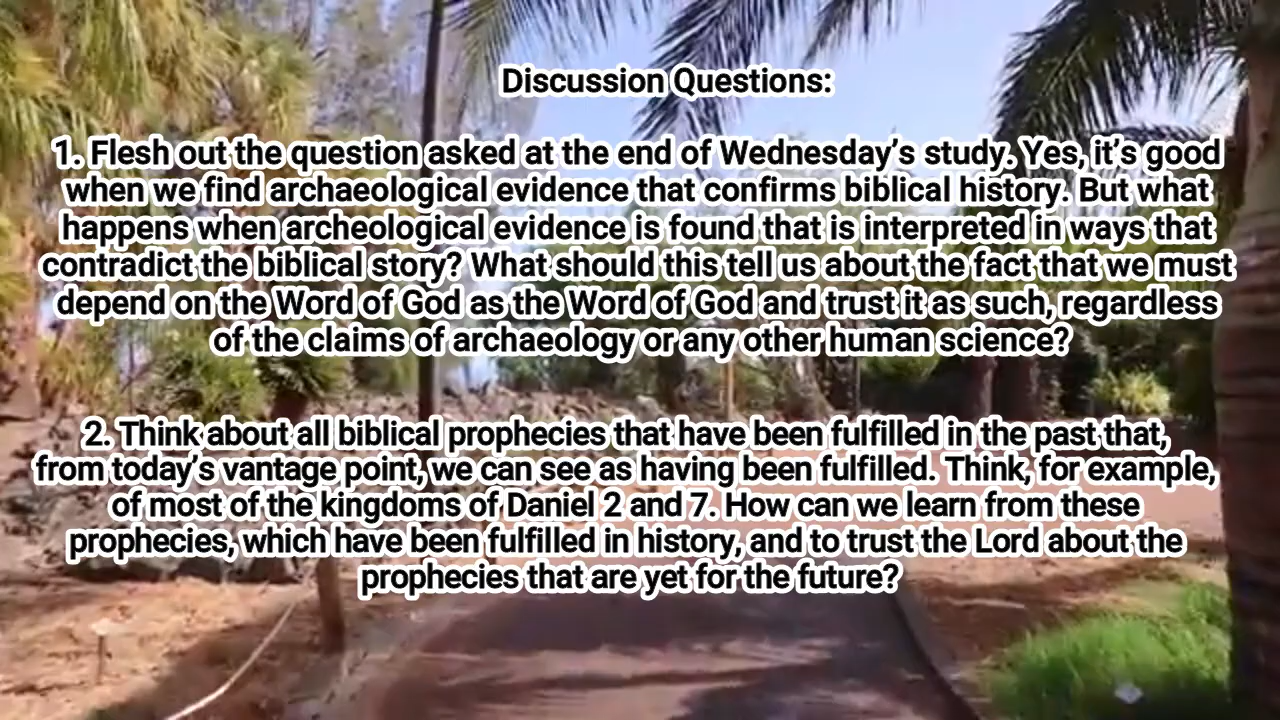 Discussion Questions:
1. Flesh out the question asked at the end of Wednesday’s study. Yes, it’s good
when we find archaeological evidence that confirms biblical history. But what
happens when archeological evidence is found that is interpreted in ways that
contradict the biblical story? What should this tell us about the fact that we must
depend on the Word of God as the Word of God and trust it as such, regardless
of the claims of archaeology or any other human science?
2. Think about all biblical prophecies that have been fulfilled in the past that,
from today’s vantage point, we can see as having been fulfilled. Think, for example,
of most of the kingdoms of Daniel 2 and 7. How can we learn from these
prophecies, which have been fulfilled in history, and to trust the Lord about the
prophecies that are yet for the future?